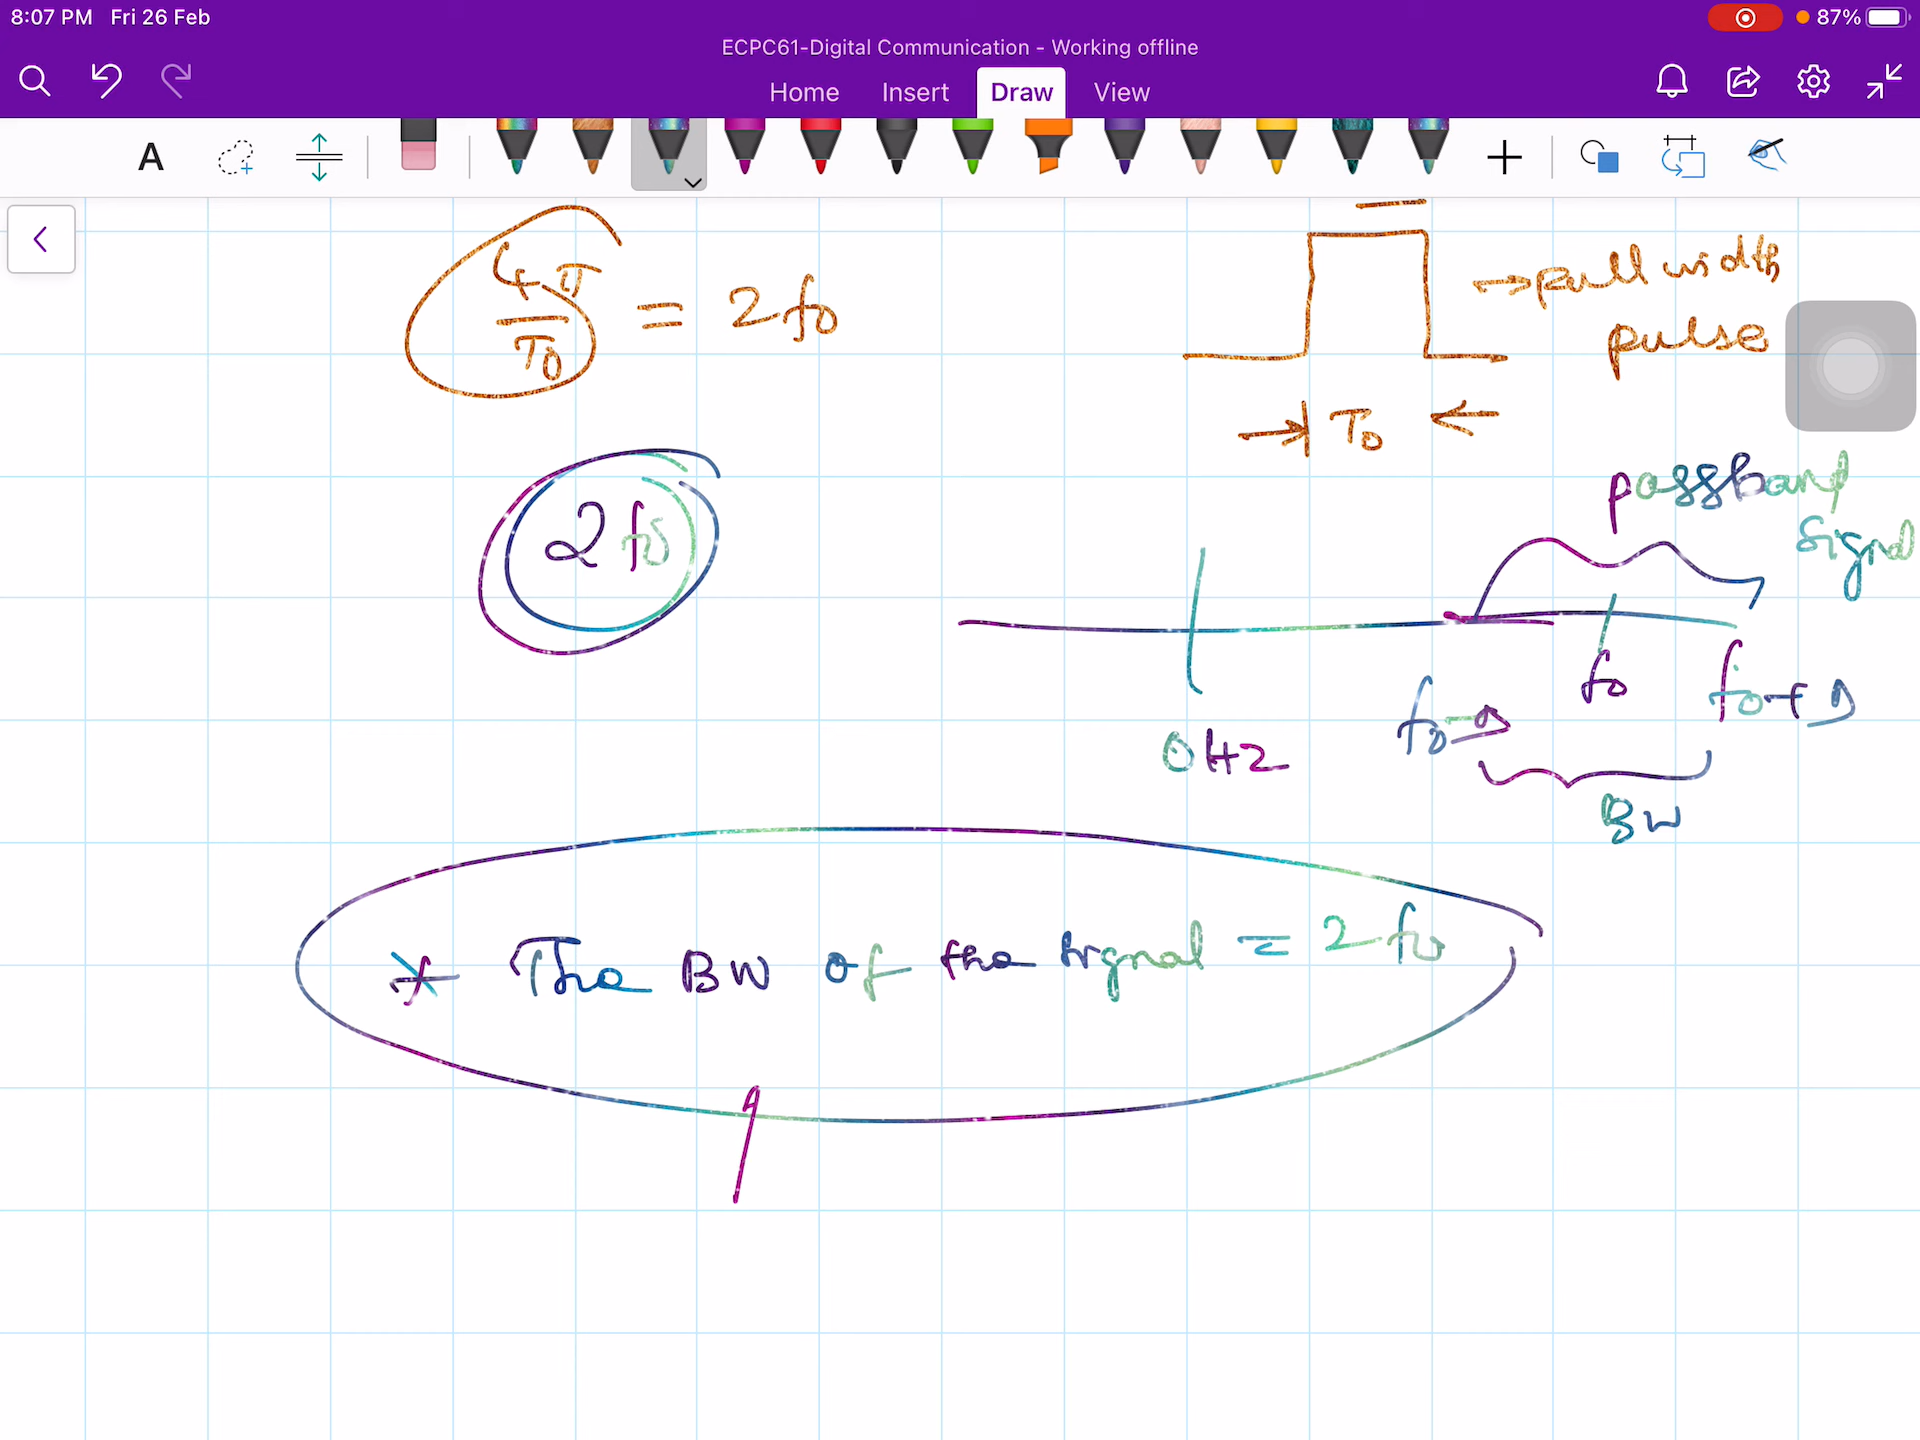 8:07 PM Fri 26 Feb
87%
ECPC61-Digital Communication - Working offline
Home Insert Draw View
A
4π/T0 = 2f0
→ full width
pulse
T0
2f0
passband
signal
f0
f0-Δ
f0+Δ
0Hz
BW
* The BW of the signal = 2f0